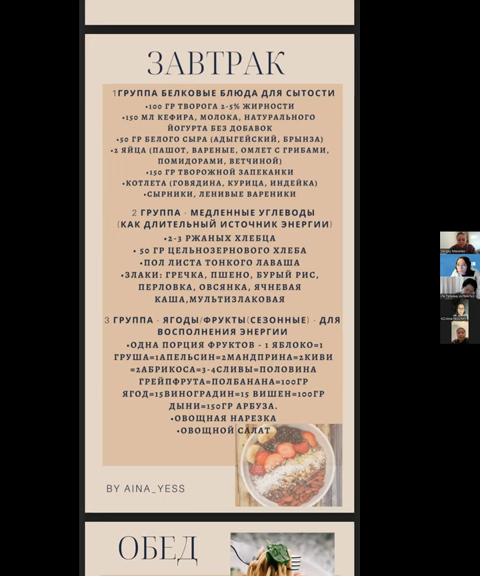 ЗАВТРАК
1ГРУППА БЕЛКОВЫЕ БЛЮДА ДЛЯ СЫТОСТИ
•100 ГР ТВОРОГА 2-5% ЖИРНОСТИ
•150 МЛ КЕФИРА, МОЛОКА, НАТУРАЛЬНОГО
ЙОГУРТА БЕЗ ДОБАВОК
•50 ГР БЕЛОГО СЫРА (АДЫГЕЙСКИЙ, БРЫНЗА)
•2 ЯЙЦА (ПАШОТ, ВАРЕНЫЕ, ОМЛЕТ С ГРИБАМИ,
ПОМИДОРАМИ, ВЕТЧИНОЙ)
•150 ГР ТВОРОЖНОЙ ЗАПЕКАНКИ
•КОТЛЕТА (ГОВЯДИНА, КУРИЦА, ИНДЕЙКА)
•СЫРНИКИ, ЛЕНИВЫЕ ВАРЕНИКИ
2 ГРУППА - МЕДЛЕННЫЕ УГЛЕВОДЫ
(КАК ДЛИТЕЛЬНЫЙ ИСТОЧНИК ЭНЕРГИИ)
•2-3 РЖАНЫХ ХЛЕБЦА
• 50 ГР ЦЕЛЬНОЗЕРНОВОГО ХЛЕБА
•ПОЛ ЛИСТА ТОНКОГО ЛАВАША
•ЗЛАКИ: ГРЕЧКА, ПШЕНО, БУРЫЙ РИС,
ПЕРЛОВКА, ОВСЯНКА, ЯЧНЕВАЯ
КАША,МУЛЬТИЗЛАКОВАЯ
3 ГРУППА - ЯГОДЫ/ФРУКТЫ(СЕЗОННЫЕ) - ДЛЯ
ВОСПОЛНЕНИЯ ЭНЕРГИИ
•ОДНА ПОРЦИЯ ФРУКТОВ - 1 ЯБЛОКО=1
ГРУША=1АПЕЛЬСИН=2МАНДПРИНА=2КИВИ
=2АБРИКОСА=3-4СЛИВЫ=ПОЛОВИНА
ГРЕЙПФРУТА=ПОЛБАНАНА=100ГР
ЯГОД=15ВИНОГРАДИН=15 ВИШЕН=100ГР
ДЫНИ=150ГР АРБУЗА.
•ОВОЩНАЯ НАРЕЗКА
•ОВОЩНОЙ САЛАТ
BY AINA_YESS
ОБЕД